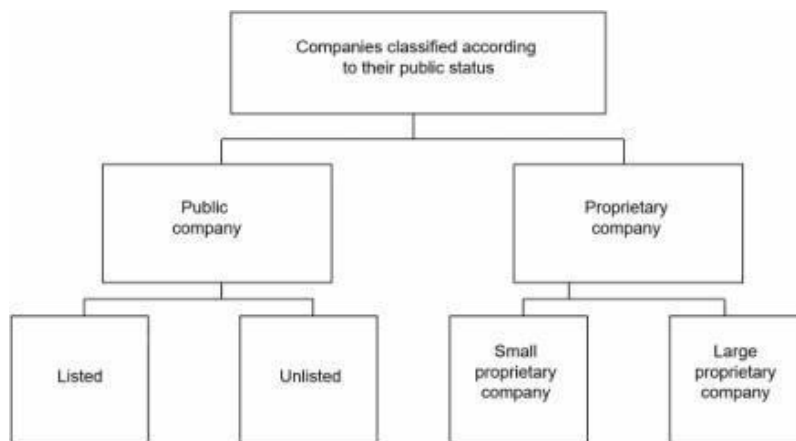 Companies classified according
to their public status
Public
company
Proprietary
company
Listed
Unlisted
Small
proprietary
company
Large
proprietary
company